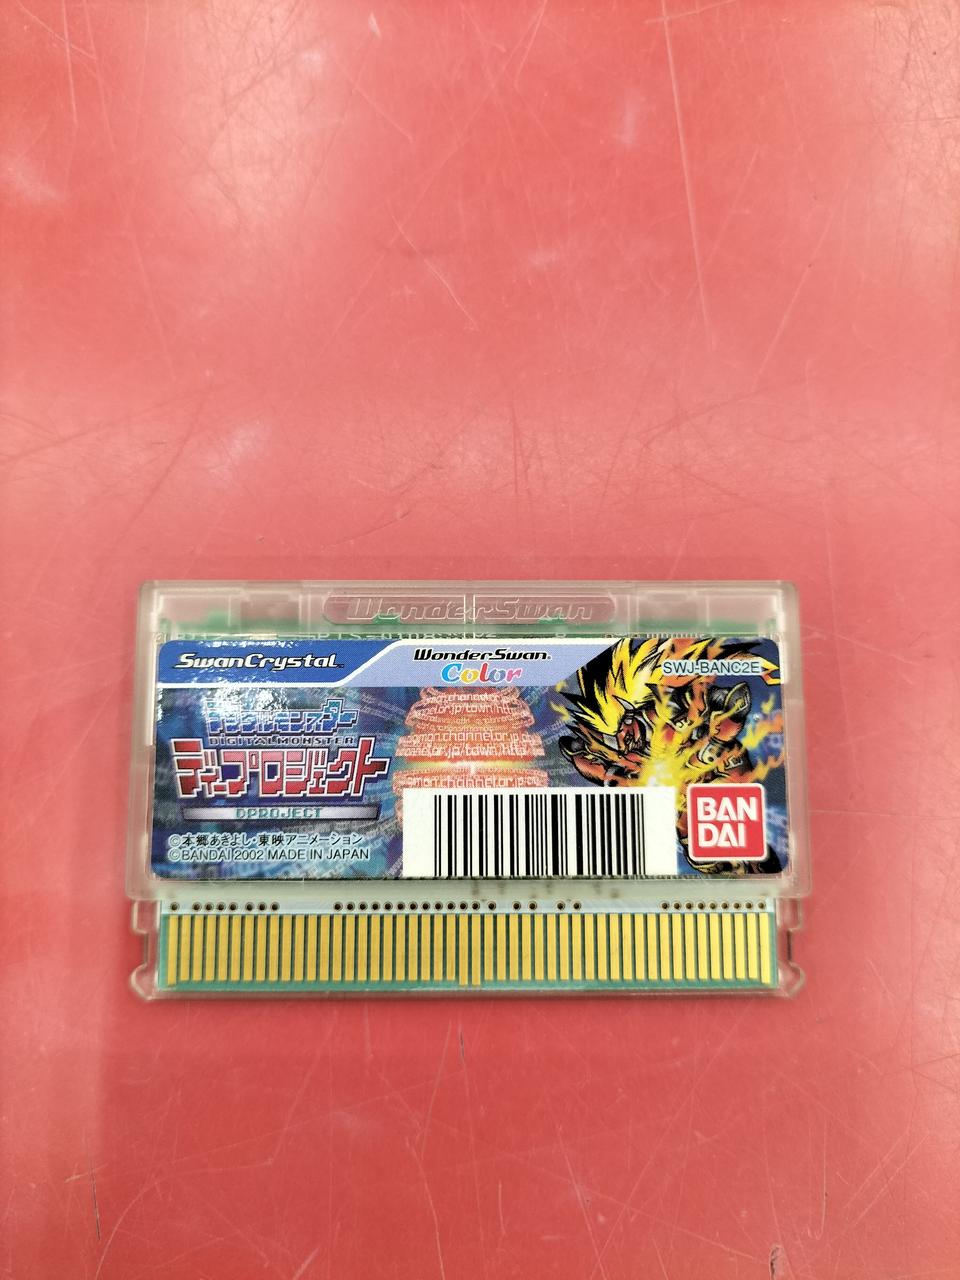 WonderSwan
SwanCrystal
WonderSwan
Color
SWJ-BANC2E
デジタルモンスター
DIGITAL MONSTER
ディープロジェクト
DPROJECT
©本郷あきよし・東映アニメーション
©BANDAI 2002 MADE IN JAPAN
BAN
DAI